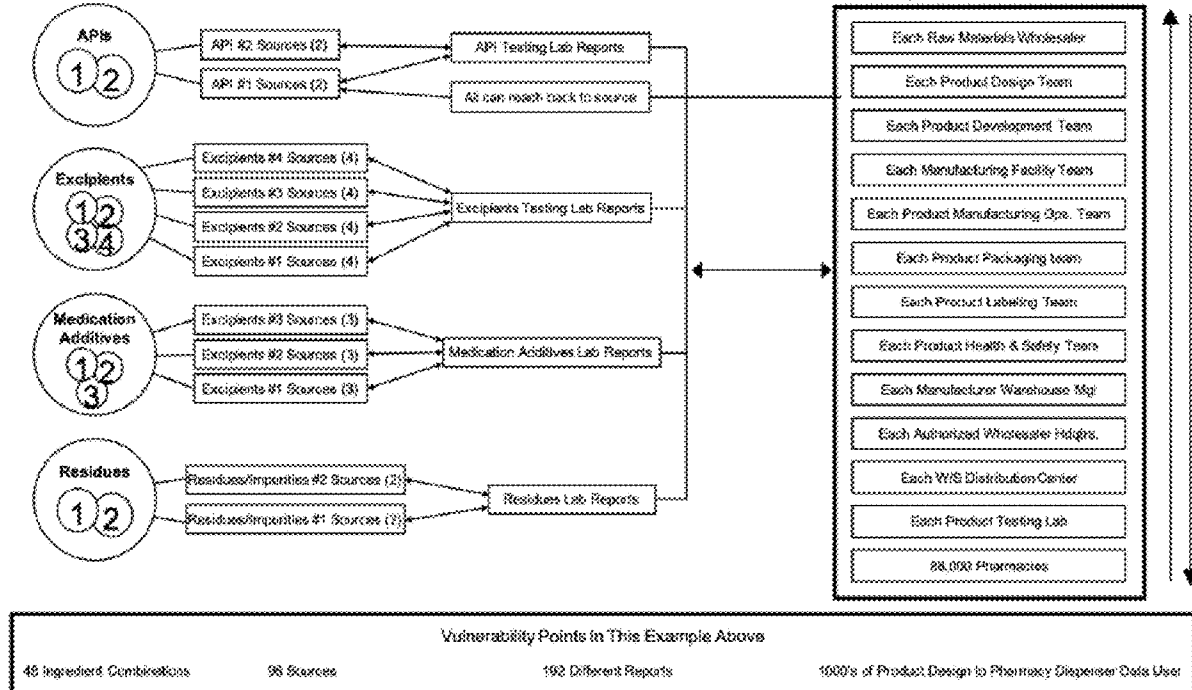 APIs
1 2
API #2 Sources (2)
API #1 Sources (2)
API Testing Lab Reports
All can reach back to source
Excipients
1 2
3 4
Excipients #4 Sources (4)
Excipients #3 Sources (4)
Excipients #2 Sources (4)
Excipients #1 Sources (4)
Excipients Testing Lab Reports
Medication
Additives
1 2
3
Excipients #3 Sources (3)
Excipients #2 Sources (3)
Excipients #1 Sources (3)
Medication Additives Lab Reports
Residues
1 2
Residues/Impurities #2 Sources (2)
Residues/Impurities #1 Sources (2)
Residues Lab Reports
Each Raw Materials Wholesaler
Each Product Design Team
Each Product Development Team
Each Manufacturing Facility Team
Each Product Manufacturing Ops. Team
Each Product Packaging team
Each Product Labeling Team
Each Product Health & Safety Team
Each Manufacturer Warehouse Mgr
Each Authorized Wholesaler Hdqtrs.
Each W/S Distribution Center
Each Product Testing Lab
Pharmacies
Vulnerability Points In This Example Above
48 Ingredient Combinations 96 Sources 192 Different Reports 1000's of Product Design to Pharmacy Dispenser Data User